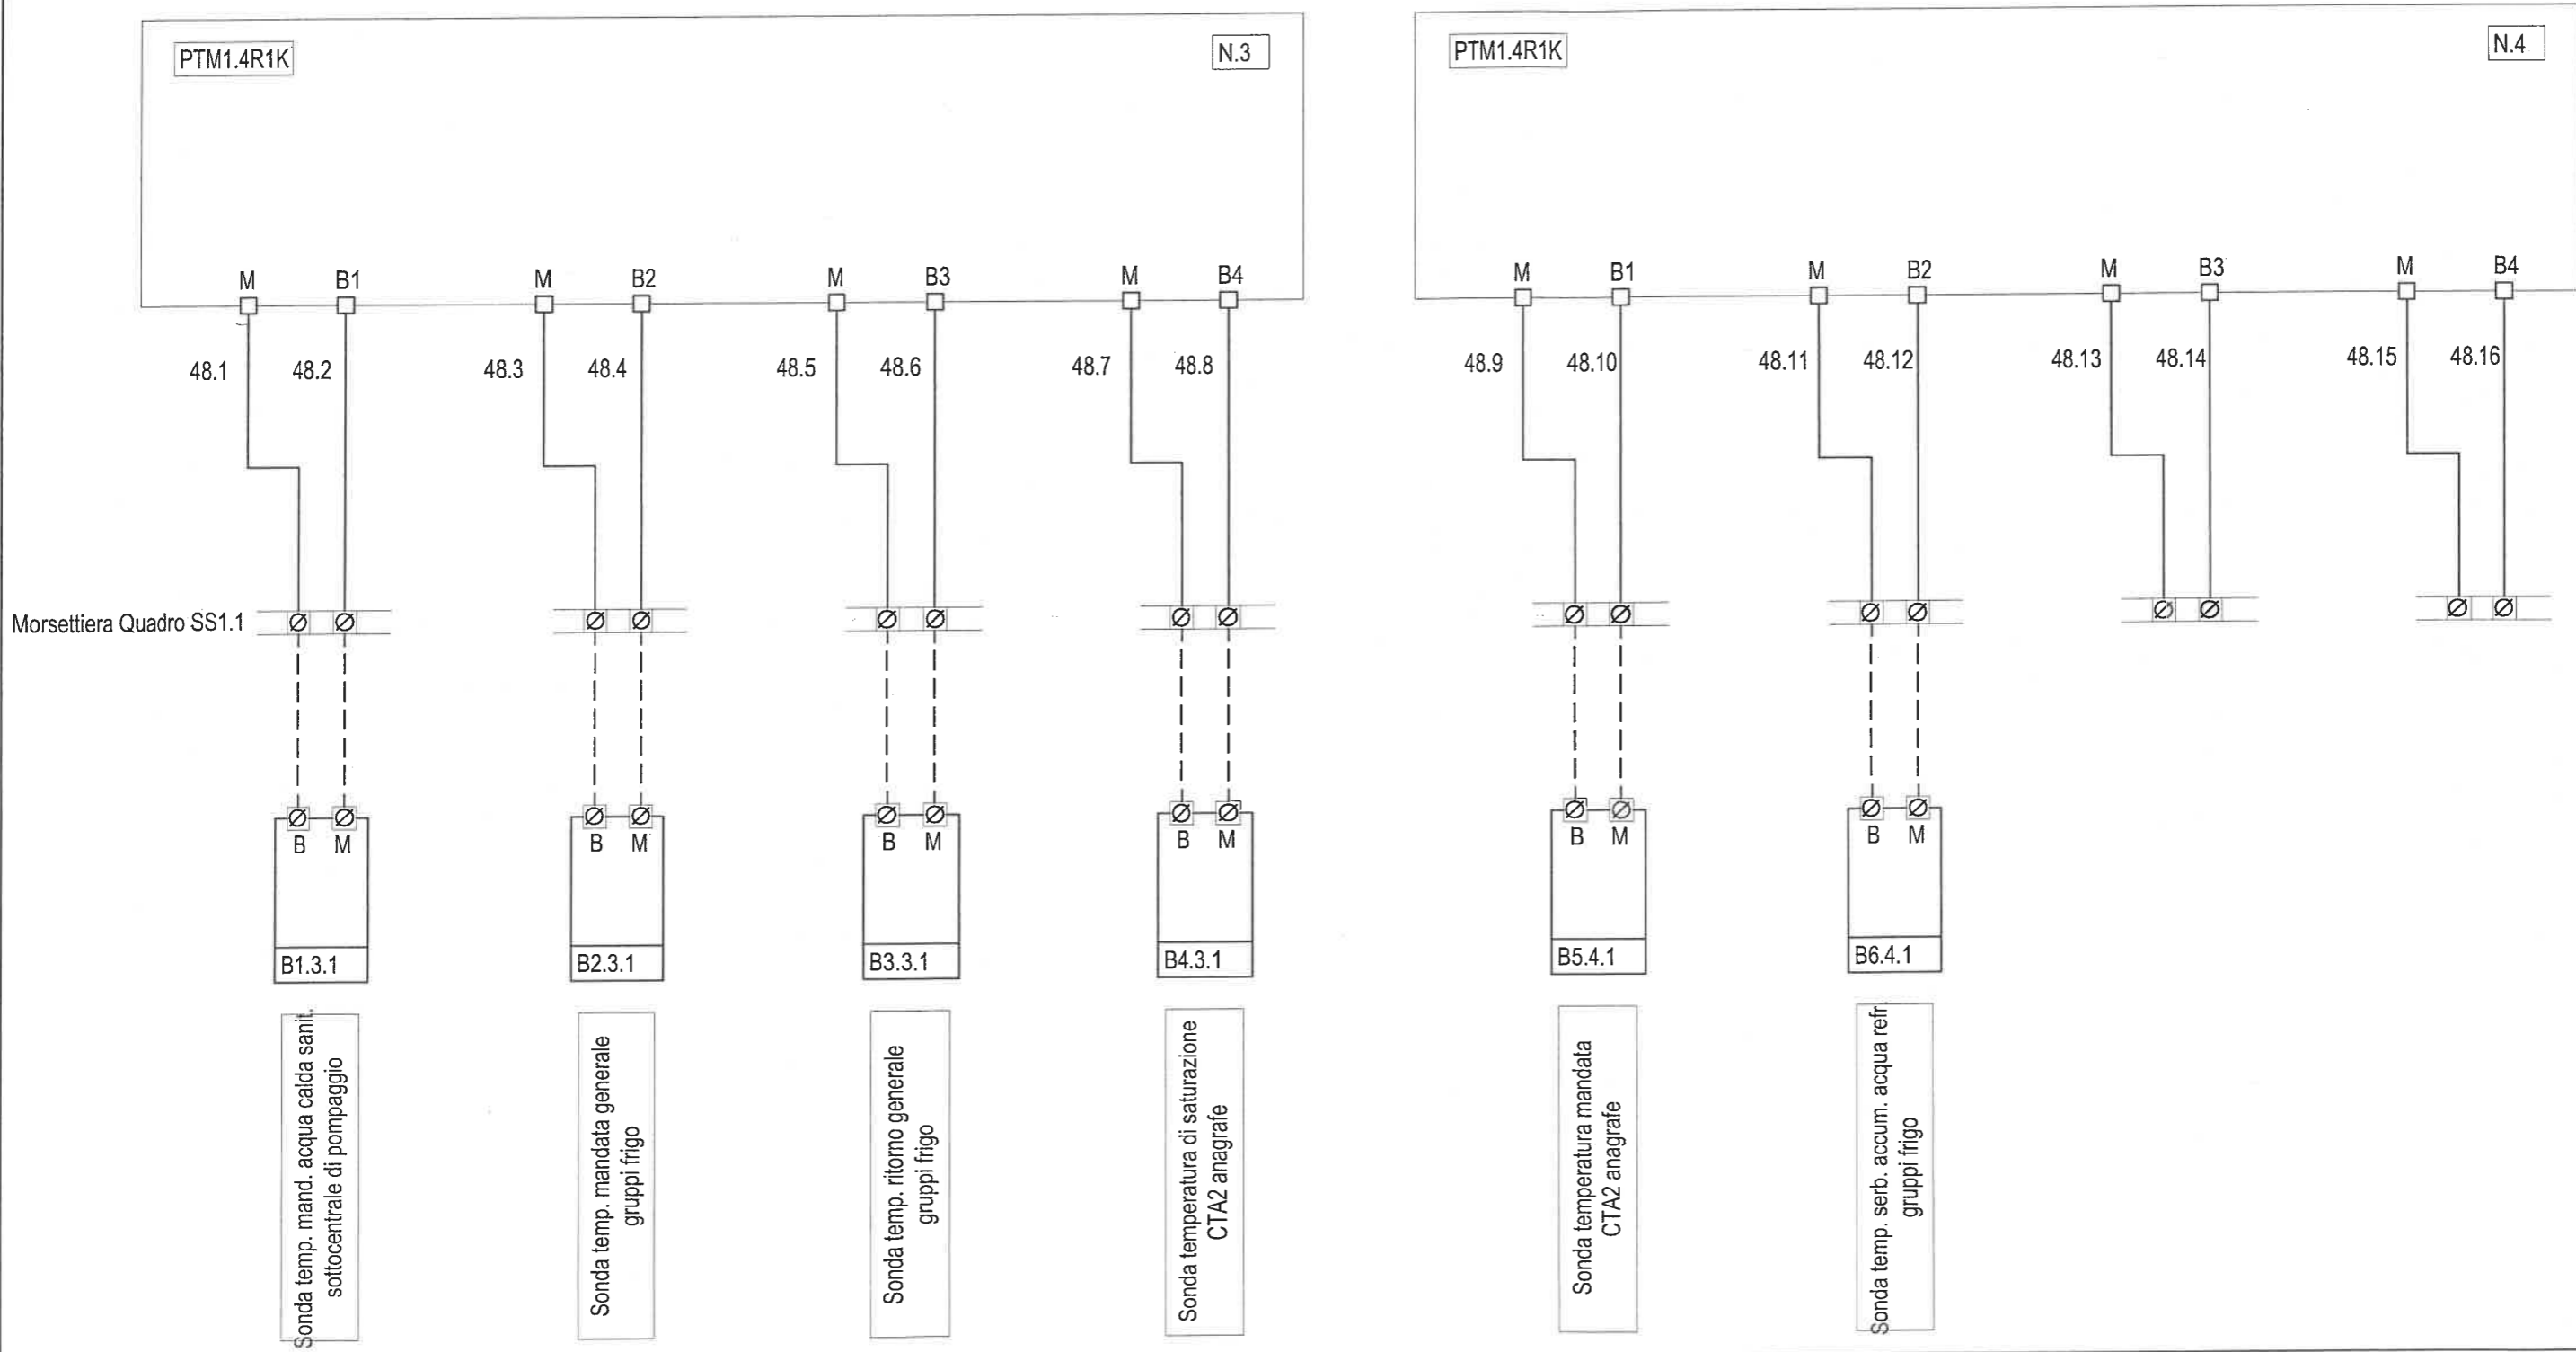 PTM1.4R1K
N.3
PTM1.4R1K
N.4
M B1 M B2 M B3 M B4
M B1 M B2 M B3 M B4
48.1 48.2 48.3 48.4 48.5 48.6 48.7 48.8
48.9 48.10 48.11 48.12 48.13 48.14 48.15 48.16
Morsettiera Quadro SS1.1
B M B M B M B M B M B M
B1.3.1
B2.3.1
B3.3.1
B4.3.1
B5.4.1
B6.4.1
Sonda temp. mand. acqua calda sanit.
sottocentrale di pompaggio
Sonda temp. mandata generale
gruppi frigo
Sonda temp. ritorno generale
gruppi frigo
Sonda temperatura di saturazione
CTA2 anagrafe
Sonda temperatura mandata
CTA2 anagrafe
Sonda temp. serb. accum. acqua refr.
gruppi frigo